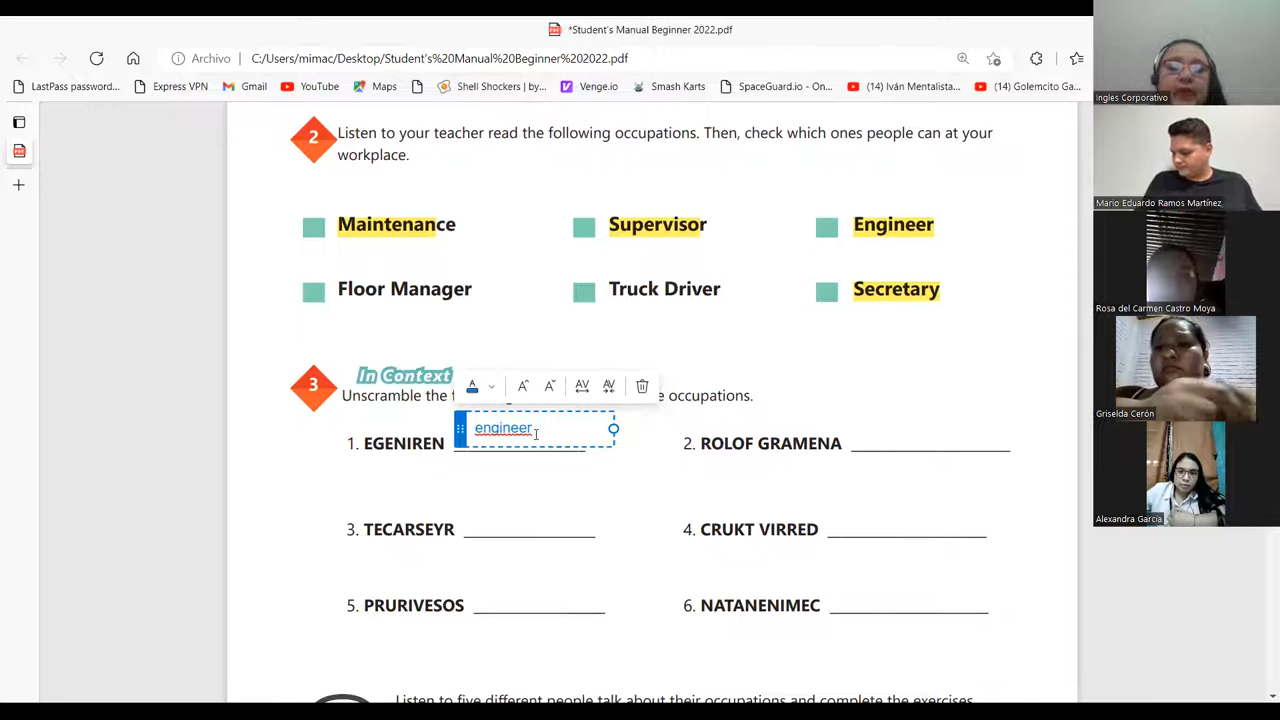 *Student's Manual Beginner 2022.pdf
Archivo C:/Users/mimac/Desktop/Student's%20Manual%20Beginner%202022.pdf
LastPass password... Express VPN Gmail YouTube Maps Shell Shockers | by... Venge.io Smash Karts SpaceGuard.io - On... (14) Iván Mentalista... (14) Golemcito Ga...
2 Listen to your teacher read the following occupations. Then, check which ones people can at your
workplace.
Maintenance Supervisor Engineer
Floor Manager Truck Driver Secretary
3 In Context
Unscramble the f e occupations.
engineer
1. EGENIREN 2. ROLOF GRAMENA
3. TECARSEYR 4. CRUKT VIRRED
5. PRURIVESOS 6. NATANENIMEC
Listen to five different people talk about their occupations and complete the exercises
Ingles Corporativo
Mario Eduardo Ramos Martínez
Rosa del Carmen Castro Moya
Griselda Cerón
Alexandra García